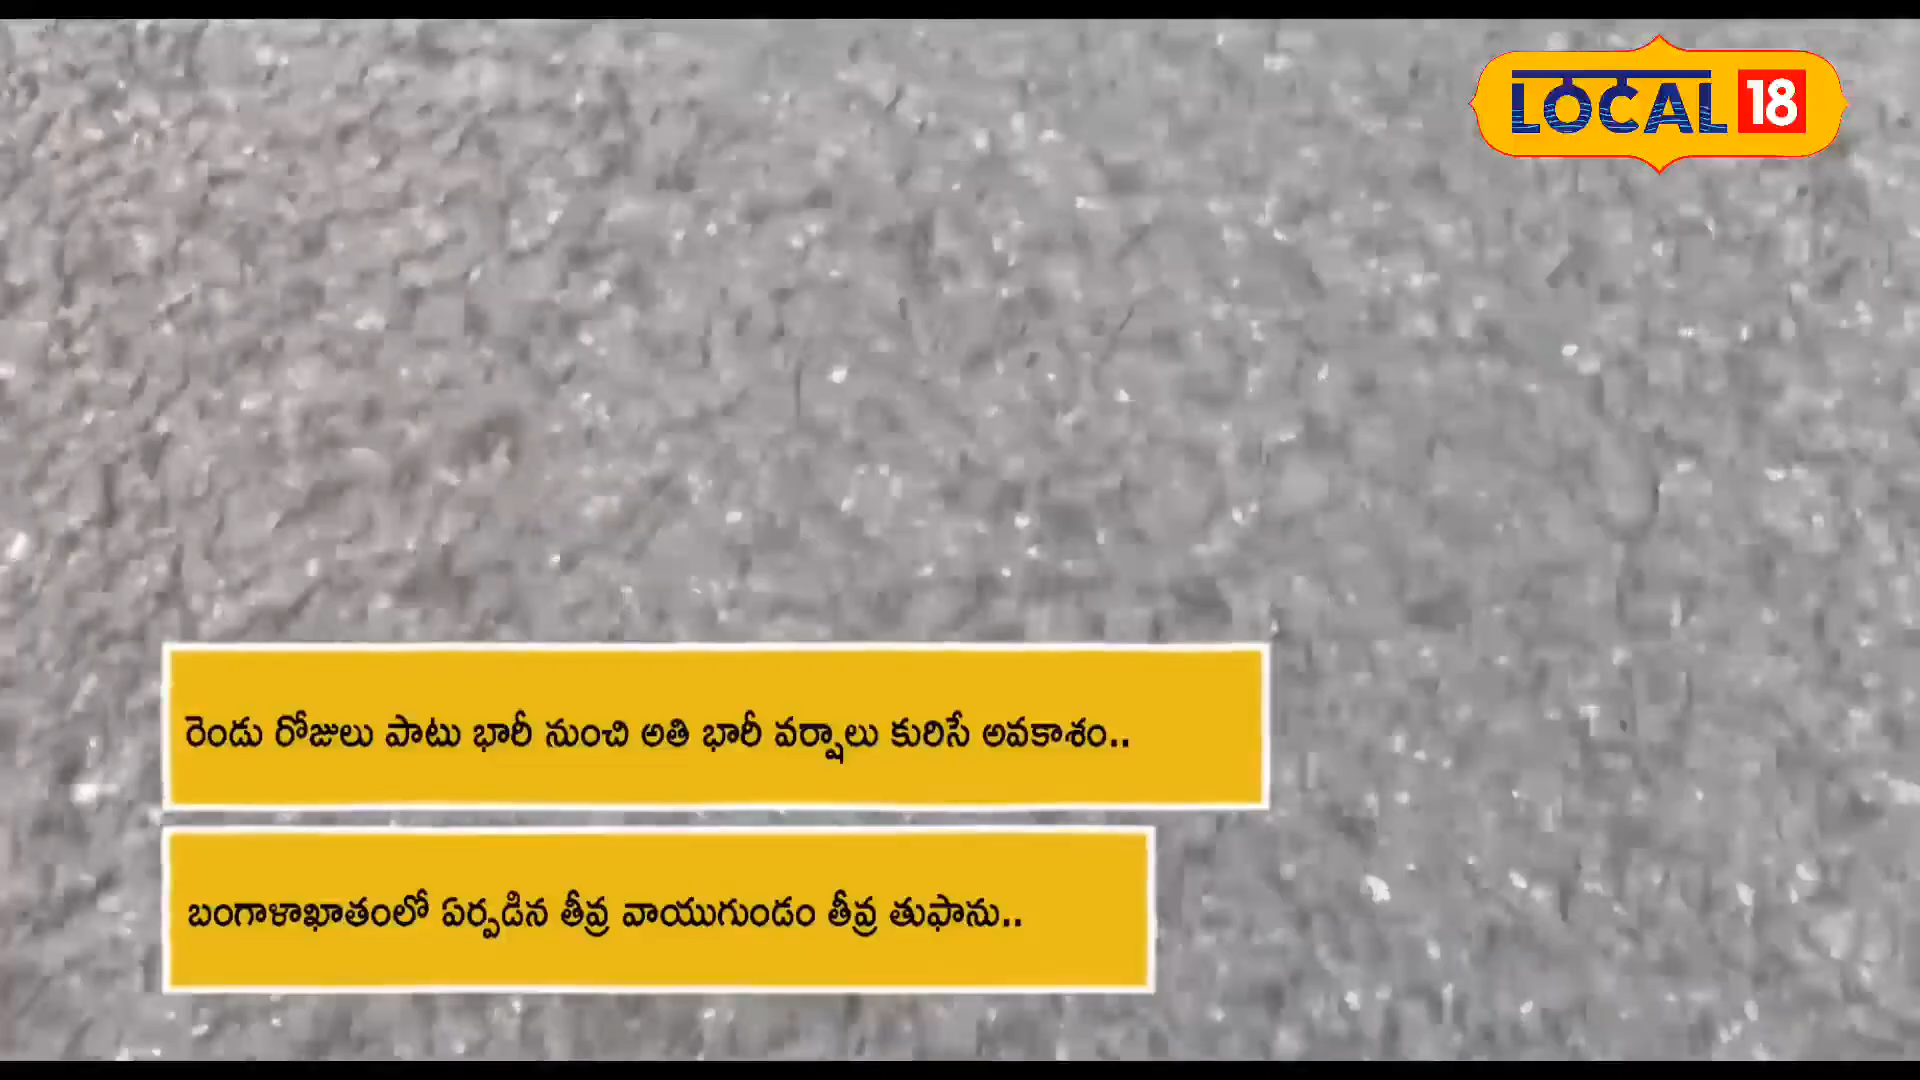 LOCAL 18
రెండు రోజులు పాటు భారీ నుంచి అతి భారీ వర్షాలు కురిసే అవకాశం..
బంగాళాఖాతంలో ఏర్పడిన తీవ్ర వాయుగుండం తీవ్ర తుఫాను..